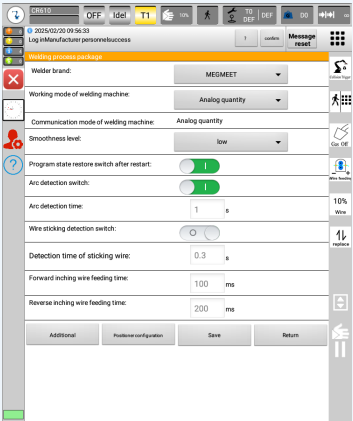 CR610 OFF Idel T1 10% T0 DEF DEF D0 ∞
2025/02/20 09:56:33
Log inManufacturer personnelsuccess ? confirm Message reset
Welding process package
Welder brand: MEGMEET
Working mode of welding machine: Analog quantity
Communication mode of welding machine: Analog quantity
Smoothness level: low
Program state restore switch after restart: I
Arc detection switch: I
Arc detection time: 1 s
Wire sticking detection switch: O
Detection time of sticking wire: 0.3 s
Forward inching wire feeding time: 100 ms
Reverse inching wire feeding time: 200 ms
Additional Positioner configuration Save Return
Gas Off
Wire feeding
10%
Wire
replace